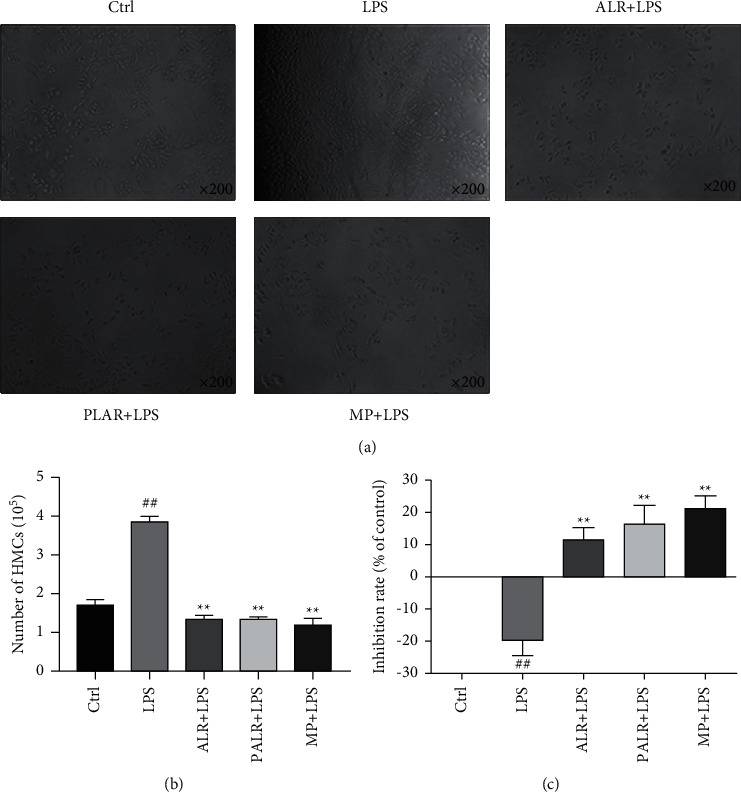 Ctrl LPS ALR+LPS
×200 ×200 ×200
×200 ×200
PLAR+LPS MP+LPS
(a)
Number of HMCs (10⁵)
5
4
3
2
1
0
##
** ** **
Ctrl LPS ALR+LPS PALR+LPS MP+LPS
(b)
Inhibition rate (% of control)
30
20
10
0
-10
-20
-30
##
** ** **
Ctrl LPS ALR+LPS PALR+LPS MP+LPS
(c)